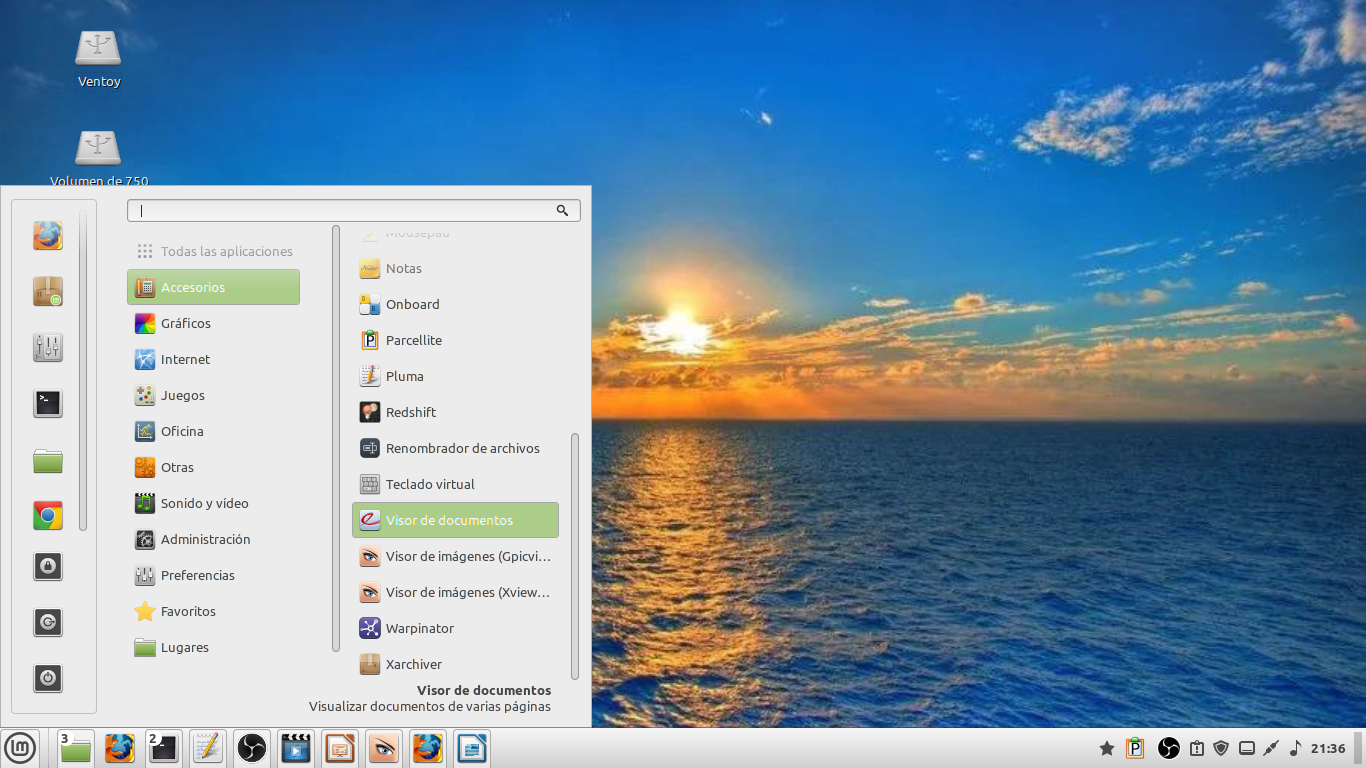 Ventoy
Volumen de 750
Todas las aplicaciones
Accesorios
Gráficos
Internet
Juegos
Oficina
Otras
Sonido y vídeo
Administración
Preferencias
Favoritos
Lugares
Mousepad
Notas
Onboard
Parcellite
Pluma
Redshift
Renombrador de archivos
Teclado virtual
Visor de documentos
Visor de imágenes (Gpicvi...
Visor de imágenes (Xview...
Warpinator
Xarchiver
Visor de documentos
Visualizar documentos de varias páginas
3
2
21:36